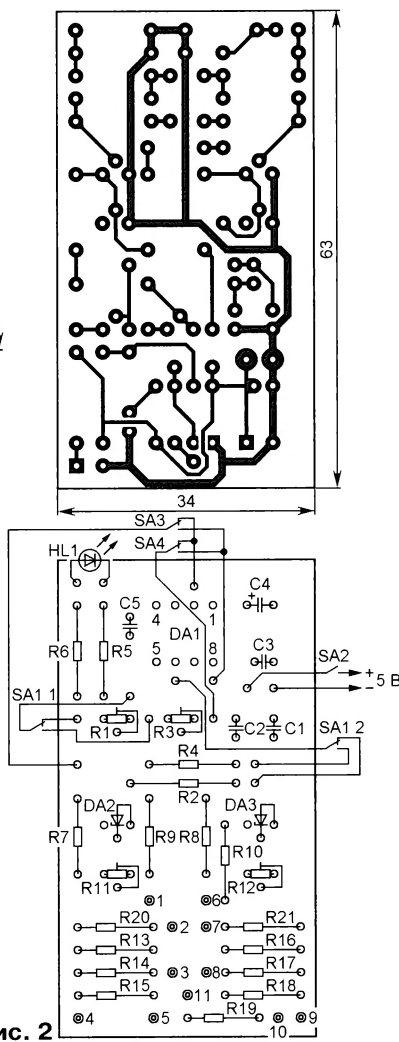 63
34
SA3
HL1
SA4
C4
C5
4
1
DA1
R6
R5
5
8
C3
SA2
+
5 В
−
SA1 1
R1
R3
C2
C1
SA1 2
R4
R2
DA2
DA3
R7
R9
R8
R10
R11
R12
1
6
R20
2
7
R21
R13
R16
R14
3
8
R17
R15
11
R18
4
5
R19
10
9
ис. 2